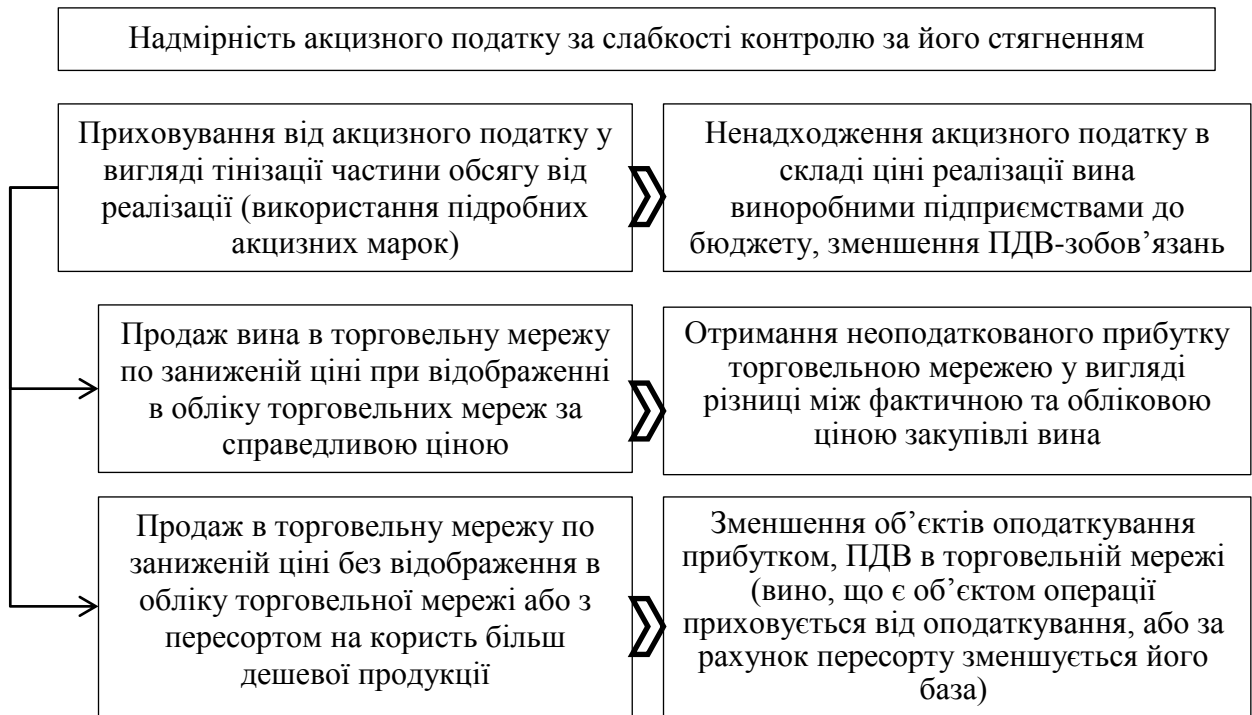 Надмірність акцизного податку за слабкості контролю за його стягненням
Приховування від акцизного податку у
вигляді тінізації частини обсягу від
реалізації (використання підробних
акцизних марок)
Ненадходження акцизного податку в
складі ціні реалізації вина
виноробними підприємствами до
бюджету, зменшення ПДВ-зобов’язань
Продаж вина в торговельну мережу
по заниженій ціні при відображенні
в обліку торговельних мереж за
справедливою ціною
Отримання неоподаткованого прибутку
торговельною мережею у вигляді
різниці між фактичною та обліковою
ціною закупівлі вина
Продаж в торговельну мережу по
заниженій ціні без відображення в
обліку торговельної мережі або з
пересортом на користь більш
дешевої продукції
Зменшення об’єктів оподаткування
прибутком, ПДВ в торговельній мережі
(вино, що є об’єктом операції
приховується від оподаткування, або за
рахунок пересорту зменшується його
база)